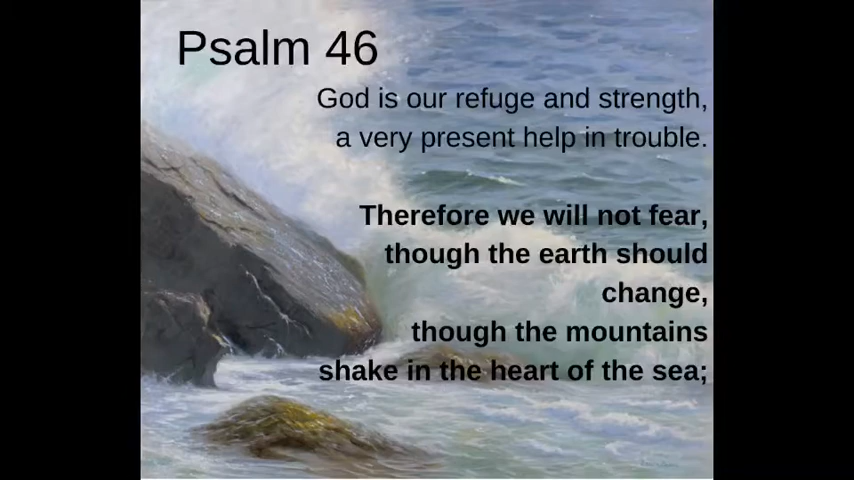 Psalm 46
God is our refuge and strength,
a very present help in trouble.
Therefore we will not fear,
though the earth should
change,
though the mountains
shake in the heart of the sea;